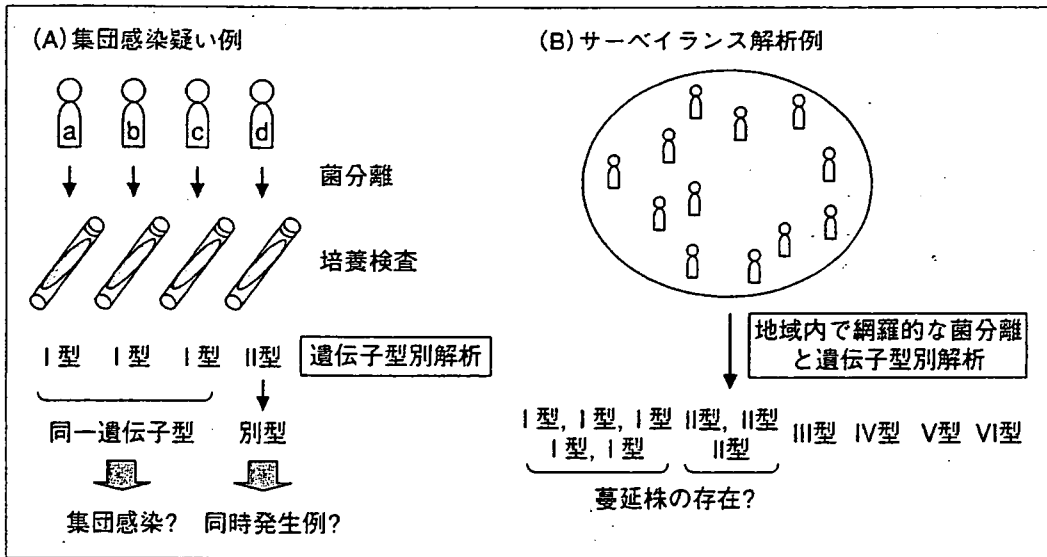 (A)集団感染疑い例
a b c d
菌分離
培養検査
I型 I型 I型 II型 遺伝子型別解析
同一遺伝子型 別型
集団感染? 同時発生例?
(B)サーベイランス解析例
地域内で網羅的な菌分離
と遺伝子型別解析
I型, I型, I型 II型, II型 III型 IV型 V型 VI型
I型, I型 II型
蔓延株の存在?